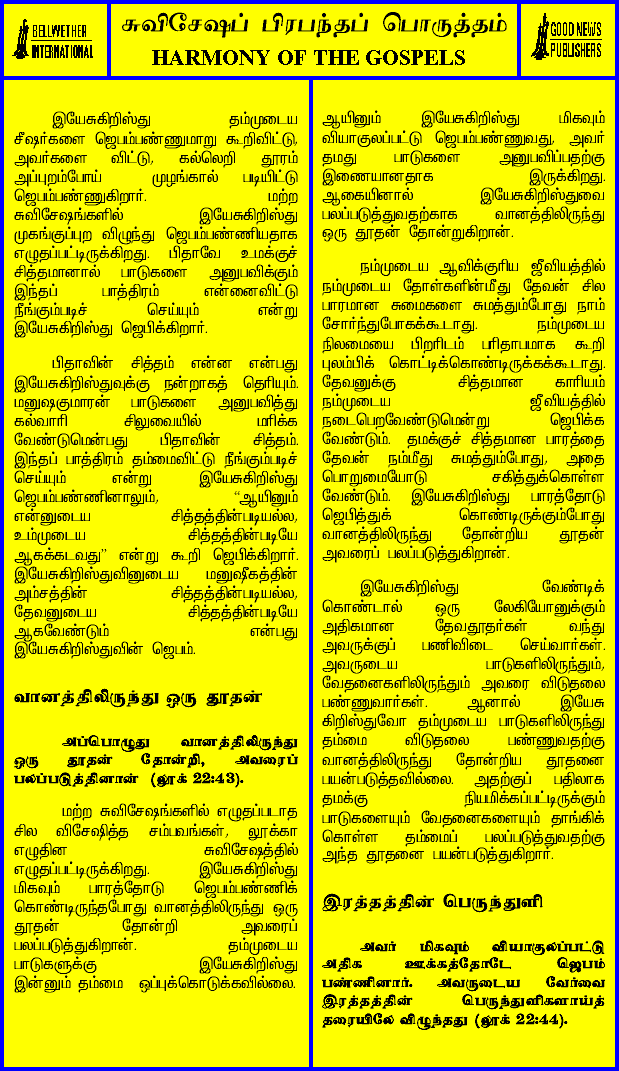 BELLWETHER
INTERNATIONAL
சுவிசேஷப் பிரபந்தப் பொருத்தம்
HARMONY OF THE GOSPELS
GOOD NEWS
PUBLISHERS
இயேசுகிறிஸ்து தம்முடைய
சீஷர்களை ஜெபம்பண்ணுமாறு கூறிவிட்டு,
அவர்களை விட்டு, கல்லெறி தூரம்
அப்புறம்போய் முழங்கால் படியிட்டு
ஜெபம்பண்ணுகிறார். மற்ற
சுவிசேஷங்களில் இயேசுகிறிஸ்து
முகங்குப்புற விழுந்து ஜெபம்பண்ணியதாக
எழுதப்பட்டிருக்கிறது. பிதாவே உமக்குச்
சித்தமானால் பாடுகளை அனுபவிக்கும்
இந்தப் பாத்திரம் என்னைவிட்டு
நீங்கும்படிச் செய்யும் என்று
இயேசுகிறிஸ்து ஜெபிக்கிறார்.
பிதாவின் சித்தம் என்ன என்பது
இயேசுகிறிஸ்துவுக்கு நன்றாகத் தெரியும்.
மனுஷகுமாரன் பாடுகளை அனுபவித்து
கல்வாரி சிலுவையில் மரிக்க
வேண்டுமென்பது பிதாவின் சித்தம்.
இந்தப் பாத்திரம் தம்மைவிட்டு நீங்கும்படிச்
செய்யும் என்று இயேசுகிறிஸ்து
ஜெபம்பண்ணினாலும், “ஆயினும்
என்னுடைய சித்தத்தின்படியல்ல,
உம்முடைய சித்தத்தின்படியே
ஆகக்கடவது” என்று கூறி ஜெபிக்கிறார்.
இயேசுகிறிஸ்துவினுடைய மனுஷீகத்தின்
அம்சத்தின் சித்தத்தின்படியல்ல,
தேவனுடைய சித்தத்தின்படியே
ஆகவேண்டும் என்பது
இயேசுகிறிஸ்துவின் ஜெபம்.
வானத்திலிருந்து ஒரு தூதன்
அப்பொழுது வானத்திலிருந்து
ஒரு தூதன் தோன்றி, அவரைப்
பலப்படுத்தினான் (லூக் 22:43).
மற்ற சுவிசேஷங்களில் எழுதப்படாத
சில விசேஷித்த சம்பவங்கள், லூக்கா
எழுதின சுவிசேஷத்தில்
எழுதப்பட்டிருக்கிறது. இயேசுகிறிஸ்து
மிகவும் பாரத்தோடு ஜெபம்பண்ணிக்
கொண்டிருந்தபோது வானத்திலிருந்து ஒரு
தூதன் தோன்றி அவரைப்
பலப்படுத்துகிறான். தம்முடைய
பாடுகளுக்கு இயேசுகிறிஸ்து
இன்னும் தம்மை ஒப்புக்கொடுக்கவில்லை.
ஆயினும் இயேசுகிறிஸ்து மிகவும்
வியாகுலப்பட்டு ஜெபம்பண்ணுவது, அவர்
தமது பாடுகளை அனுபவிப்பதற்கு
இணையானதாக இருக்கிறது.
ஆகையினால் இயேசுகிறிஸ்துவை
பலப்படுத்துவதற்காக வானத்திலிருந்து
ஒரு தூதன் தோன்றுகிறான்.
நம்முடைய ஆவிக்குரிய ஜீவியத்தில்
நம்முடைய தோள்களின்மீது தேவன் சில
பாரமான சுமைகளை சுமத்தும்போது நாம்
சோர்ந்துபோகக்கூடாது. நம்முடைய
நிலமையை பிறரிடம் பரிதாபமாக கூறி
புலம்பிக் கொட்டிக்கொண்டிருக்கக்கூடாது.
தேவனுக்கு சித்தமான காரியம்
நம்முடைய ஜீவியத்தில்
நடைபெறவேண்டுமென்று ஜெபிக்க
வேண்டும். தமக்குச் சித்தமான பாரத்தை
தேவன் நம்மீது சுமத்தும்போது, அதை
பொறுமையோடு சகித்துக்கொள்ள
வேண்டும். இயேசுகிறிஸ்து பாரத்தோடு
ஜெபித்துக் கொண்டிருக்கும்போது
வானத்திலிருந்து தோன்றிய தூதன்
அவரைப் பலப்படுத்துகிறான்.
இயேசுகிறிஸ்து வேண்டிக்
கொண்டால் ஒரு லேகியோனுக்கும்
அதிகமான தேவதூதர்கள் வந்து
அவருக்குப் பணிவிடை செய்வார்கள்.
அவருடைய பாடுகளிலிருந்தும்,
வேதனைகளிலிருந்தும் அவரை விடுதலை
பண்ணுவார்கள். ஆனால் இயேசு
கிறிஸ்துவோ தம்முடைய பாடுகளிலிருந்து
தம்மை விடுதலை பண்ணுவதற்கு
வானத்திலிருந்து தோன்றிய தூதனை
பயன்படுத்தவில்லை. அதற்குப் பதிலாக
தமக்கு நியமிக்கப்பட்டிருக்கும்
பாடுகளையும் வேதனைகளையும் தாங்கிக்
கொள்ள தம்மைப் பலப்படுத்துவதற்கு
அந்த தூதனை பயன்படுத்துகிறார்.
இரத்தத்தின் பெருந்துளி
அவர் மிகவும் வியாகுலப்பட்டு
அதிக ஊக்கத்தோடே ஜெபம்
பண்ணினார். அவருடைய வேர்வை
இரத்தத்தின் பெருந்துளிகளாய்த்
தரையிலே விழுந்தது (லூக் 22:44).